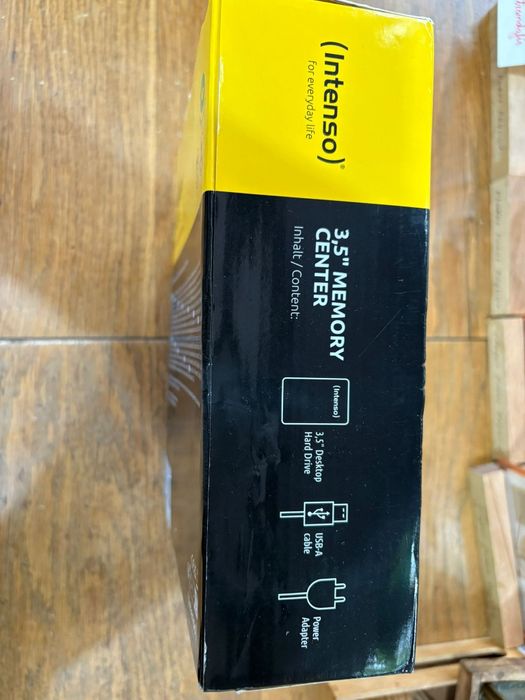 (Intenso)®
for everyday life
3,5" MEMORY
CENTER
Inhalt / Content:
(Intenso)
3,5" Desktop
Hard Drive
USB-A
cable
Power
Adapter